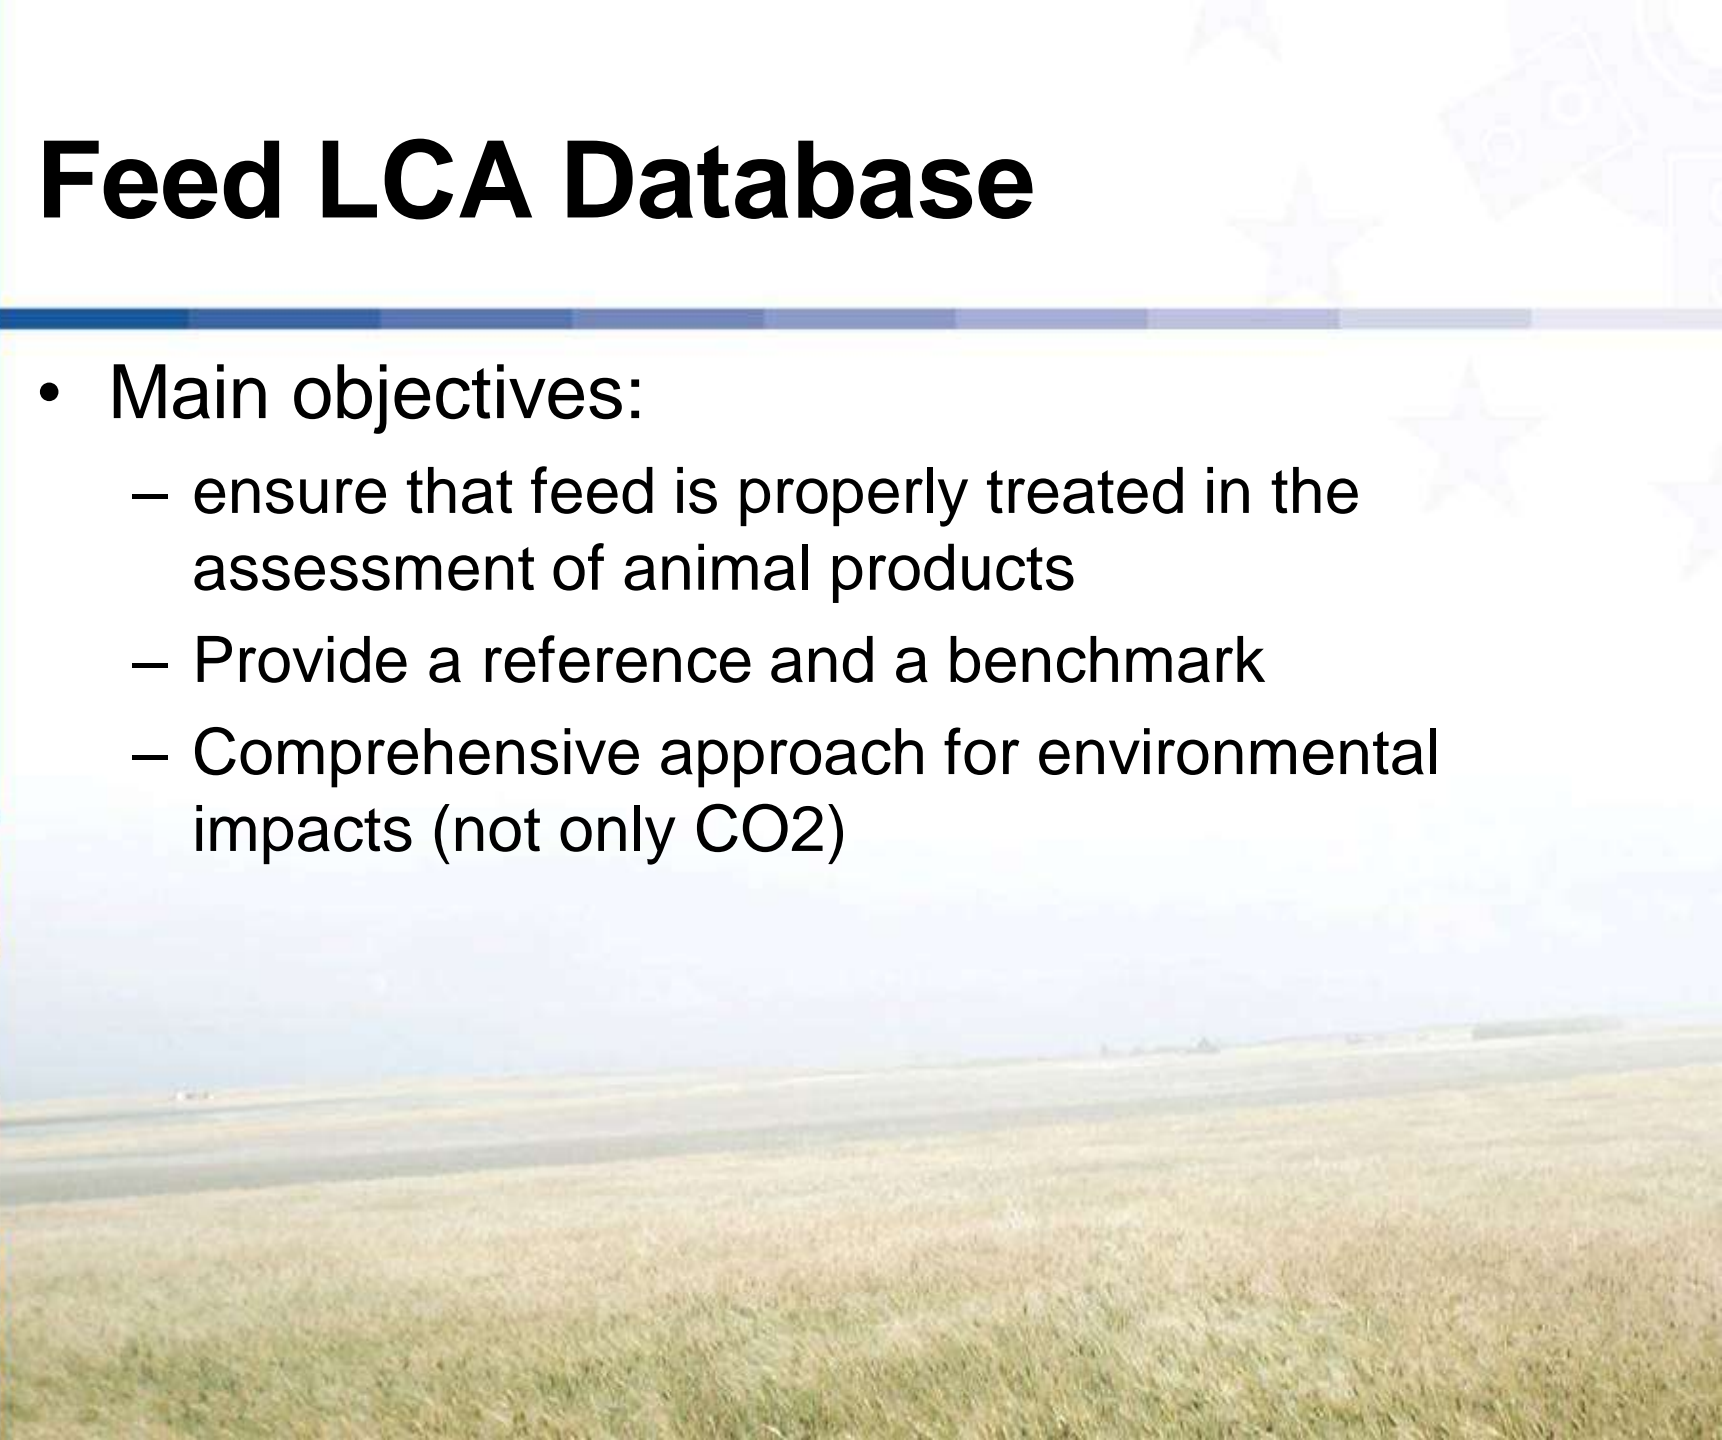 Feed LCA Database
• Main objectives:
– ensure that feed is properly treated in the
assessment of animal products
– Provide a reference and a benchmark
– Comprehensive approach for environmental
impacts (not only CO2)